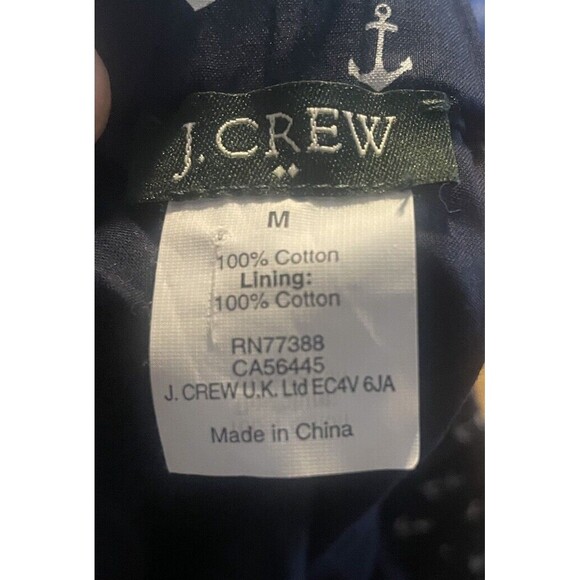 J.CREW
M
100% Cotton
Lining:
100% Cotton
RN77388
CA56445
J. CREW U.K. Ltd EC4V 6JA
Made in China